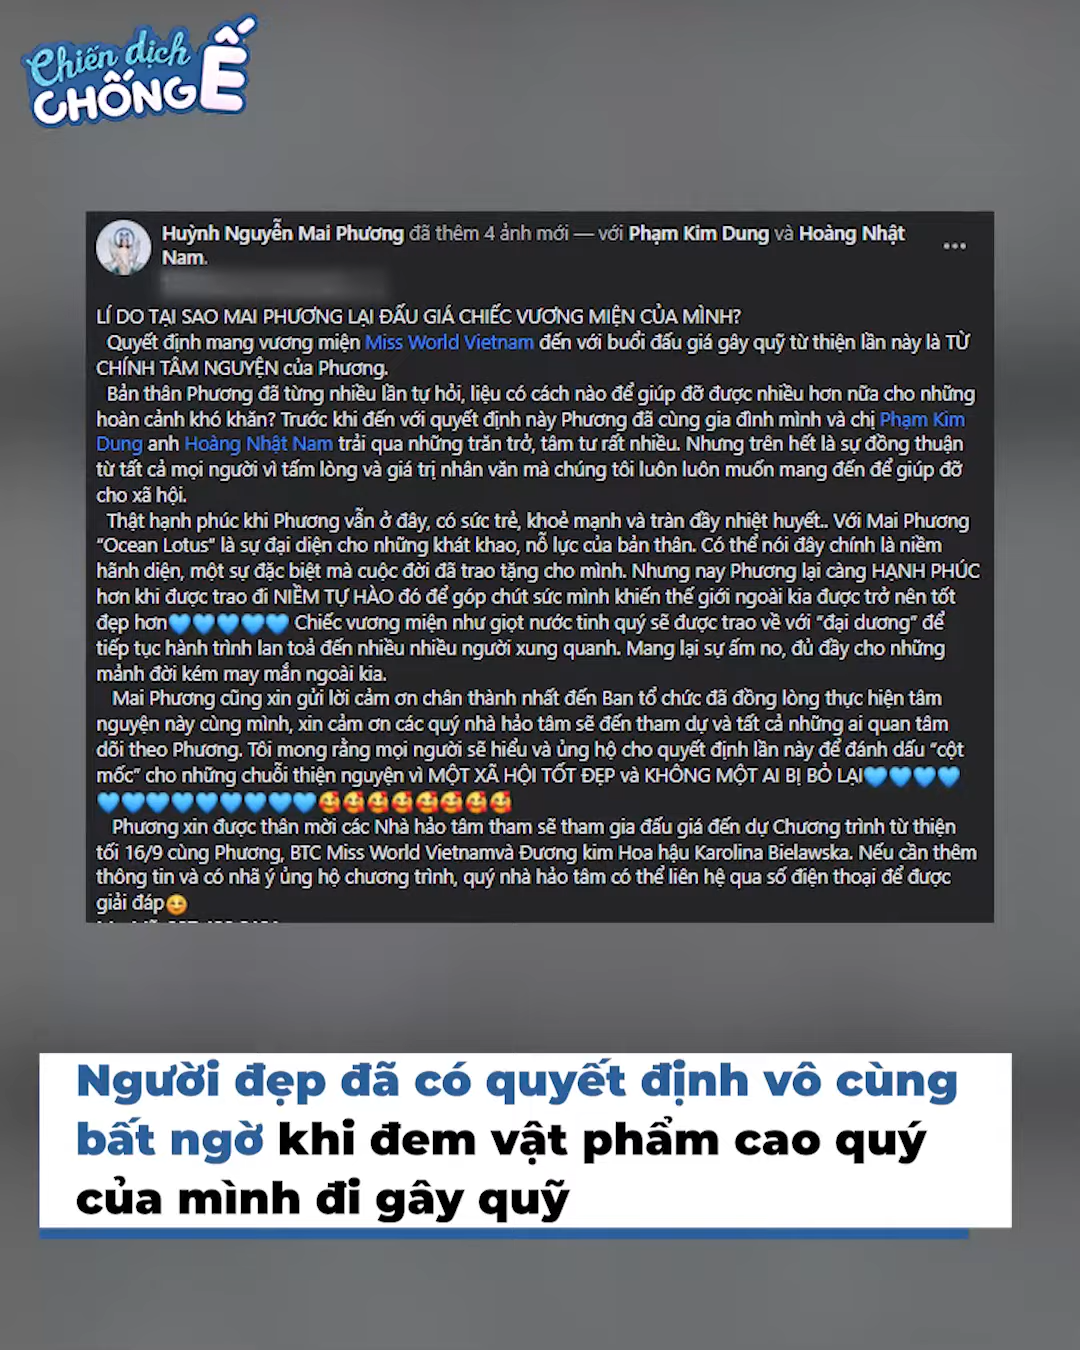 Chiến dịch
CHỐNG Ế
Huỳnh Nguyễn Mai Phương đã thêm 4 ảnh mới — với Phạm Kim Dung và Hoàng Nhật
Nam.
LÍ DO TẠI SAO MAI PHƯƠNG LẠI ĐẤU GIÁ CHIẾC VƯƠNG MIỆN CỦA MÌNH?
Quyết định mang vương miện Miss World Vietnam đến với buổi đấu giá gây quỹ từ thiện lần này là TỪ
CHÍNH TÂM NGUYỆN của Phương.
Bản thân Phương đã từng nhiều lần tự hỏi, liệu có cách nào để giúp đỡ được nhiều hơn nữa cho những
hoàn cảnh khó khăn? Trước khi đến với quyết định này Phương đã cùng gia đình mình và chị Phạm Kim
Dung anh Hoàng Nhật Nam trải qua những trăn trở, tâm tư rất nhiều. Nhưng trên hết là sự đồng thuận
từ tất cả mọi người vì tấm lòng và giá trị nhân văn mà chúng tôi luôn luôn muốn mang đến để giúp đỡ
cho xã hội.
Thật hạnh phúc khi Phương vẫn ở đây, có sức trẻ, khoẻ mạnh và tràn đầy nhiệt huyết.. Với Mai Phương
"Ocean Lotus" là sự đại diện cho những khát khao, nỗ lực của bản thân. Có thể nói đây chính là niềm
hãnh diện, một sự đặc biệt mà cuộc đời đã trao tặng cho mình. Nhưng nay Phương lại càng HẠNH PHÚC
hơn khi được trao đi NIỀM TỰ HÀO đó để góp chút sức mình khiến thế giới ngoài kia được trở nên tốt
đẹp hơn💙💙💙💙💙 Chiếc vương miện như giọt nước tinh quý sẽ được trao về với "đại dương" để
tiếp tục hành trình lan toả đến nhiều nhiều người xung quanh. Mang lại sự ấm no, đủ đầy cho những
mảnh đời kém may mắn ngoài kia.
Mai Phương cũng xin gửi lời cảm ơn chân thành nhất đến Ban tổ chức đã đồng lòng thực hiện tâm
nguyện này cùng mình, xin cảm ơn các quý nhà hảo tâm sẽ đến tham dự và tất cả những ai quan tâm
dõi theo Phương. Tôi mong rằng mọi người sẽ hiểu và ủng hộ cho quyết định lần này để đánh dấu "cột
mốc" cho những chuỗi thiện nguyện vì MỘT XÃ HỘI TỐT ĐẸP và KHÔNG MỘT AI BỊ BỎ LẠI💙💙💙💙
💙💙💙💙💙💙💙💙💙🥰🥰🥰🥰🥰🥰🥰🥰
Phương xin được thân mời các Nhà hảo tâm tham sẽ tham gia đấu giá đến dự Chương trình từ thiện
tối 16/9 cùng Phương, BTC Miss World Vietnamvà Đương kim Hoa hậu Karolina Bielawska. Nếu cần thêm
thông tin và có nhã ý ủng hộ chương trình, quý nhà hảo tâm có thể liên hệ qua số điện thoại để được
giải đáp😊
Người đẹp đã có quyết định vô cùng
bất ngờ khi đem vật phẩm cao quý
của mình đi gây quỹ